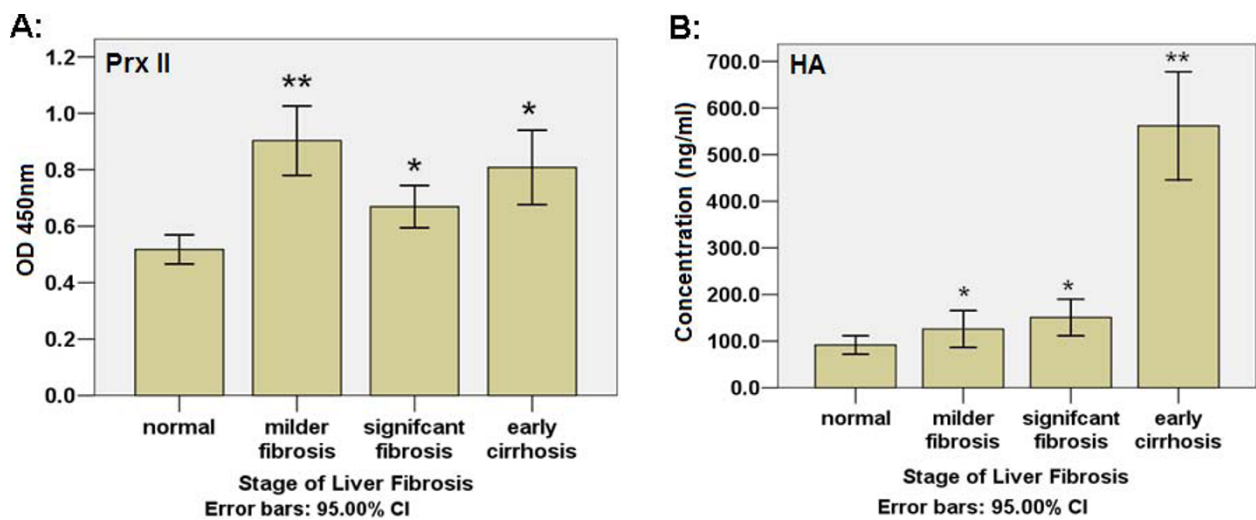 A:
Prx II
OD 450nm
1.2
1.0
0.8
0.6
0.4
0.2
0.0
**
*
*
normal
milder
fibrosis
signifcant
fibrosis
early
cirrhosis
Stage of Liver Fibrosis
Error bars: 95.00% CI
B:
HA
Concentration (ng/ml)
700.0
600.0
500.0
400.0
300.0
200.0
100.0
0.0
*
*
**
normal
milder
fibrosis
signifcant
fibrosis
early
cirrhosis
Stage of Liver Fibrosis
Error bars: 95.00% CI